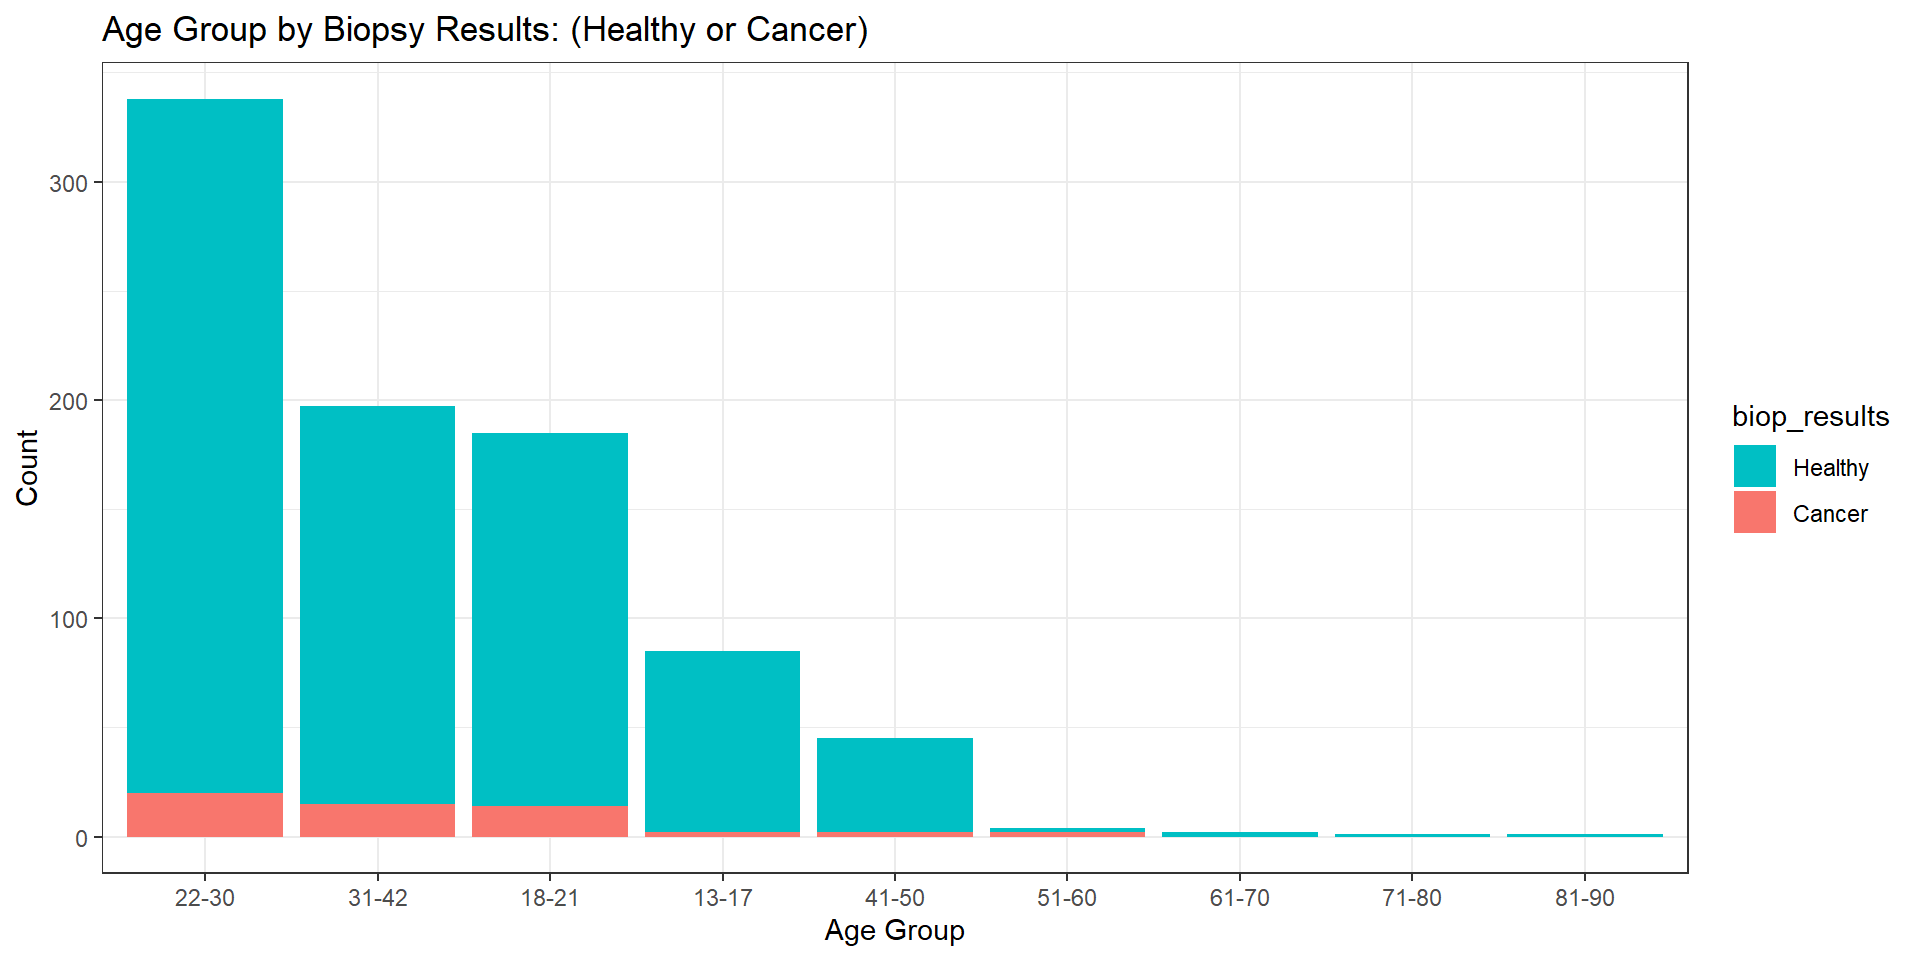 Age Group by Biopsy Results: (Healthy or Cancer)
Count
300
200
100
0
22-30
31-42
18-21
13-17
41-50
51-60
61-70
71-80
81-90
Age Group
biop_results
Healthy
Cancer